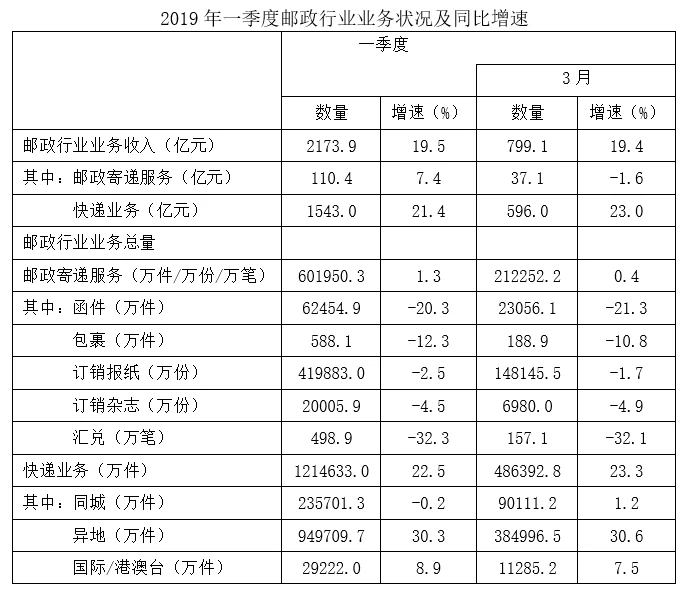 2019 年一季度邮政行业业务状况及同比增速
一季度
3 月
数量 增速（%） 数量 增速（%）
邮政行业业务收入（亿元） 2173.9 19.5 799.1 19.4
其中：邮政寄递服务（亿元） 110.4 7.4 37.1 -1.6
快递业务（亿元） 1543.0 21.4 596.0 23.0
邮政行业业务总量
邮政寄递服务（万件/万份/万笔） 601950.3 1.3 212252.2 0.4
其中：函件（万件） 62454.9 -20.3 23056.1 -21.3
包裹（万件） 588.1 -12.3 188.9 -10.8
订销报纸（万份） 419883.0 -2.5 148145.5 -1.7
订销杂志（万份） 20005.9 -4.5 6980.0 -4.9
汇兑（万笔） 498.9 -32.3 157.1 -32.1
快递业务（万件） 1214633.0 22.5 486392.8 23.3
其中：同城（万件） 235701.3 -0.2 90111.2 1.2
异地（万件） 949709.7 30.3 384996.5 30.6
国际/港澳台（万件） 29222.0 8.9 11285.2 7.5